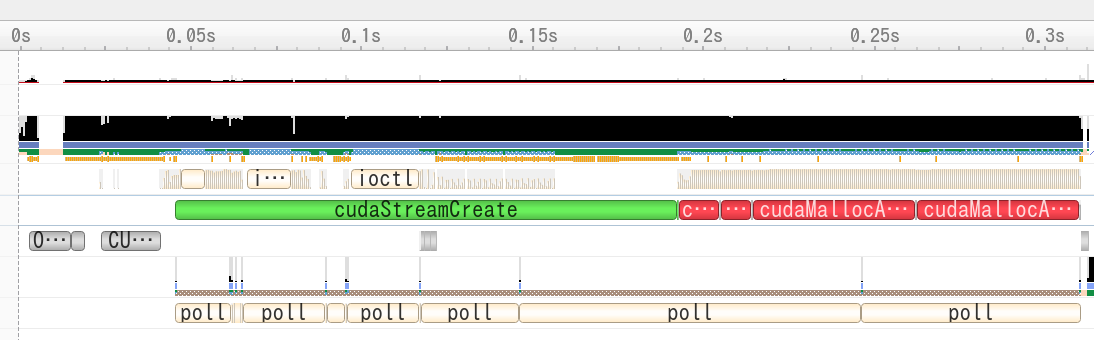 0s 0.05s 0.1s 0.15s 0.2s 0.25s 0.3s
i··· ioctl
cudaStreamCreate c··· ··· cudaMallocA··· cudaMallocA···
O··· CU···
poll poll poll poll poll poll